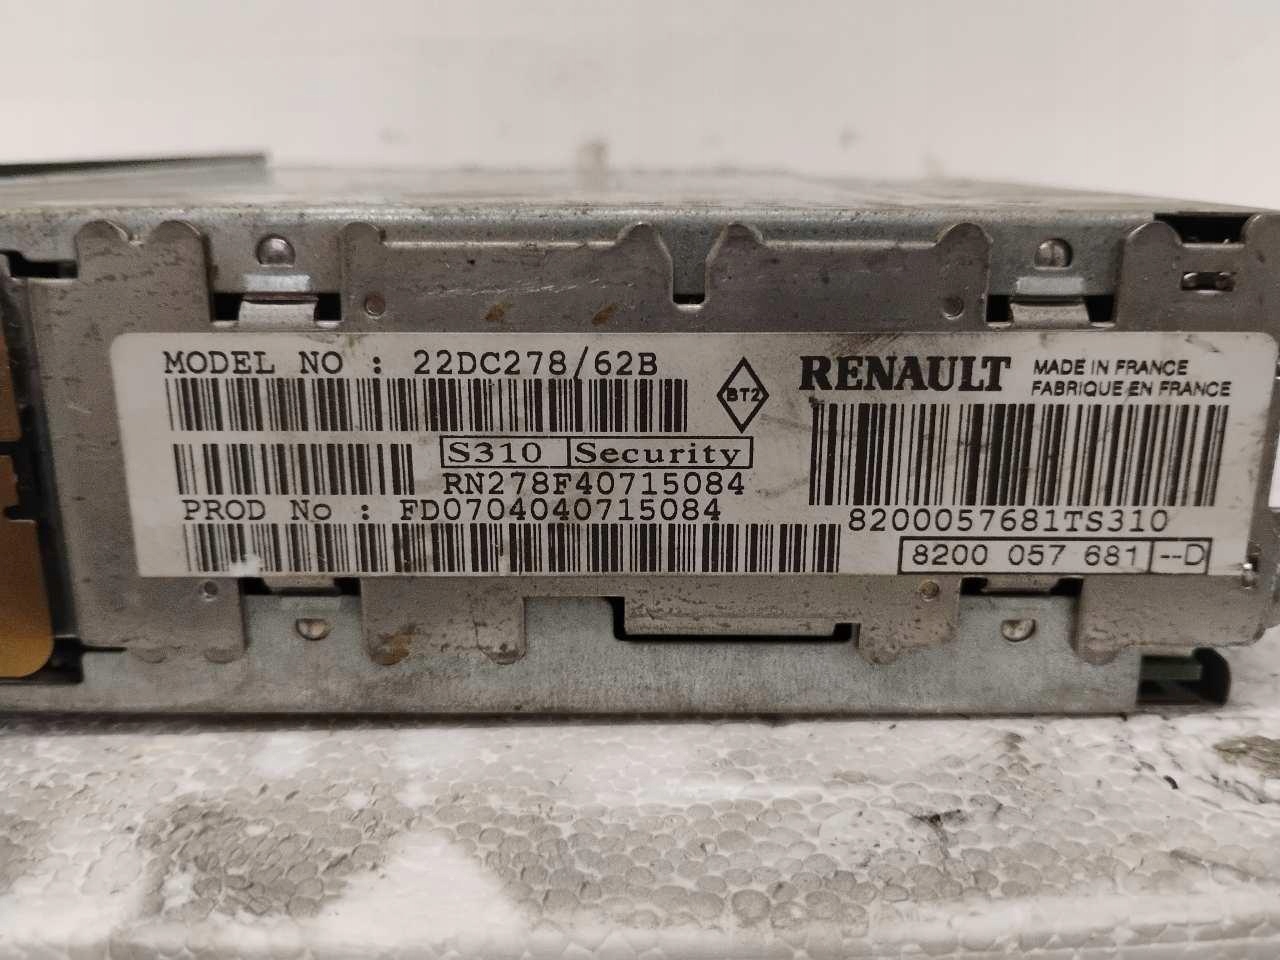 MODEL NO : 22DC278/62B
BT2
RENAULT
MADE IN FRANCE
FABRIQUE EN FRANCE
S310 Security
RN278F40715084
PROD No : FD0704040715084
8200057681TS310
8200 057 681 --D